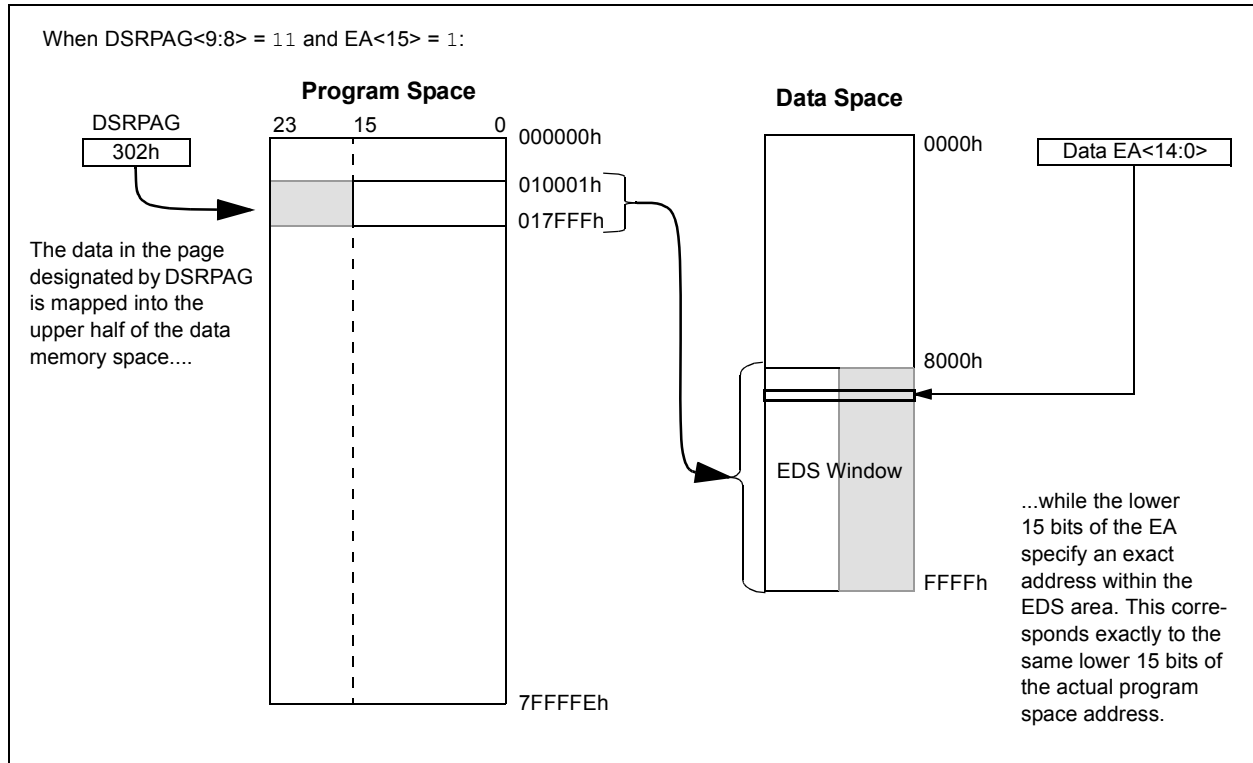 When DSRPAG<9:8> = 11 and EA<15> = 1:
Program Space
Data Space
DSRPAG
302h
23 15 0
000000h
010001h
017FFFh
7FFFFEh
The data in the page
designated by DSRPAG
is mapped into the
upper half of the data
memory space....
0000h
8000h
EDS Window
FFFFh
Data EA<14:0>
...while the lower
15 bits of the EA
specify an exact
address within the
EDS area. This corre-
sponds exactly to the
same lower 15 bits of
the actual program
space address.